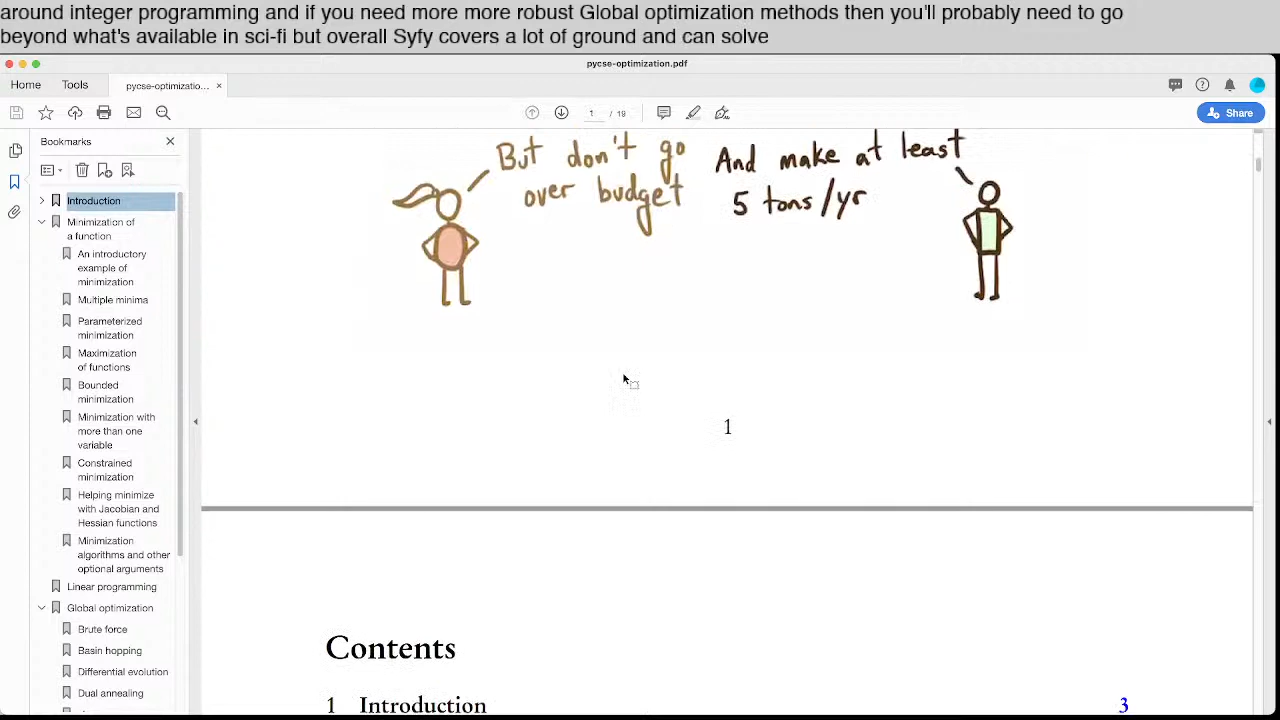 around integer programming and if you need more more robust Global optimization methods then you'll probably need to go
beyond what's available in sci-fi but overall Syfy covers a lot of ground and can solve
pycse-optimization.pdf
Home
Tools
pycse-optimizatio... ×
1 / 19
Share
Bookmarks
Introduction
Minimization of
a function
An introductory
example of
minimization
Multiple minima
Parameterized
minimization
Maximization
of functions
Bounded
minimization
Minimization with
more than one
variable
Constrained
minimization
Helping minimize
with Jacobian and
Hessian functions
Minimization
algorithms and other
optional arguments
Linear programming
Global optimization
Brute force
Basin hopping
Differential evolution
Dual annealing
But don't go
over budget
And make at least
5 tons/yr
1
Contents
1 Introduction 3